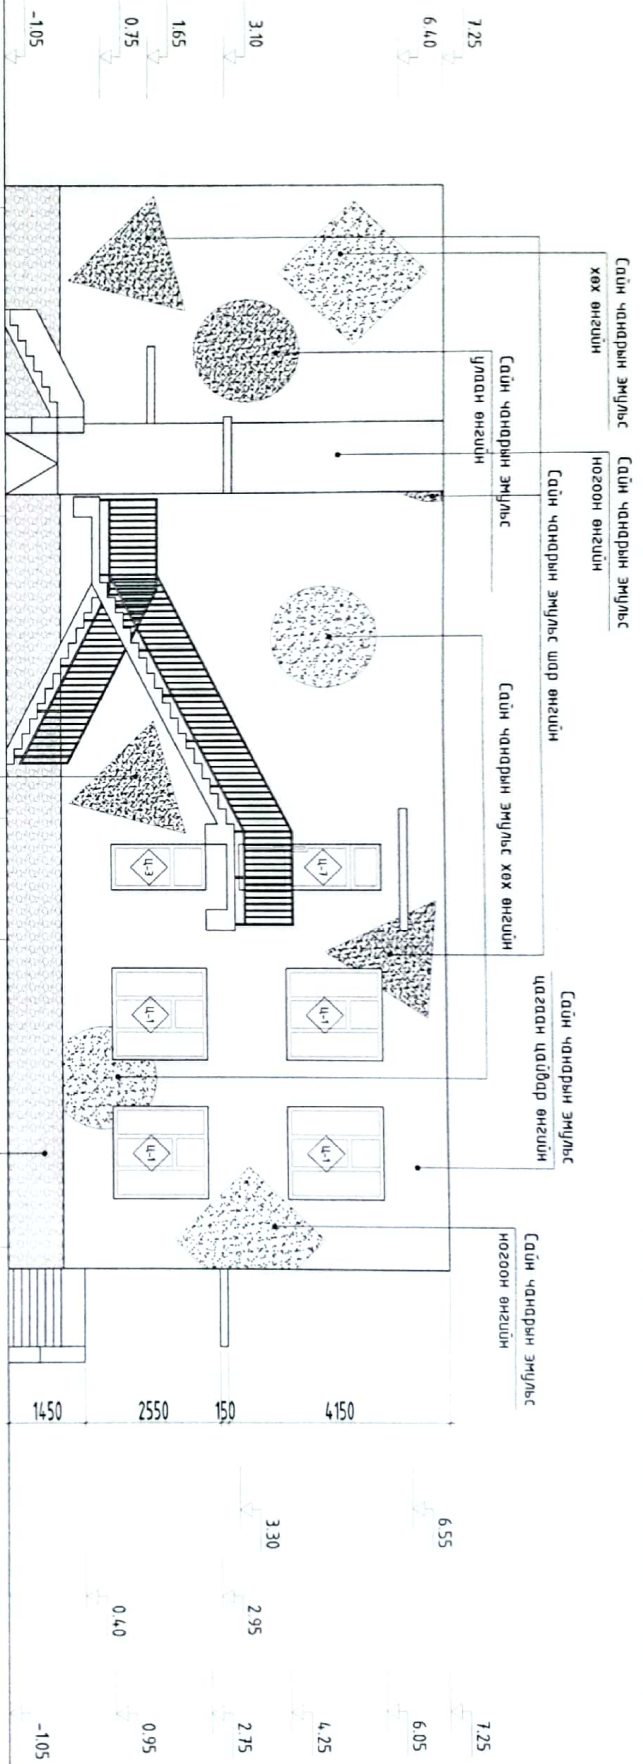 7.25
6.40
3.10
1.65
0.75
-1.05
Сайн чанарын эмульс
хөх өнгийн
Сайн чанарын эмульс
ногоон өнгийн
Сайн чанарын эмульс шар өнгийн
Сайн чанарын эмульс
улаан өнгийн
Сайн чанарын эмульс хөх өнгийн
Сайн чанарын эмульс
цайвар өнгийн
Сайн чанарын эмульс
ногоон өнгийн
Ц-3
Ц-1
Ц-1
Ц-1
Ц-1
1450
2550
150
4150
6.55
3.30
2.95
0.40
7.25
6.05
4.25
2.75
0.95
-1.05